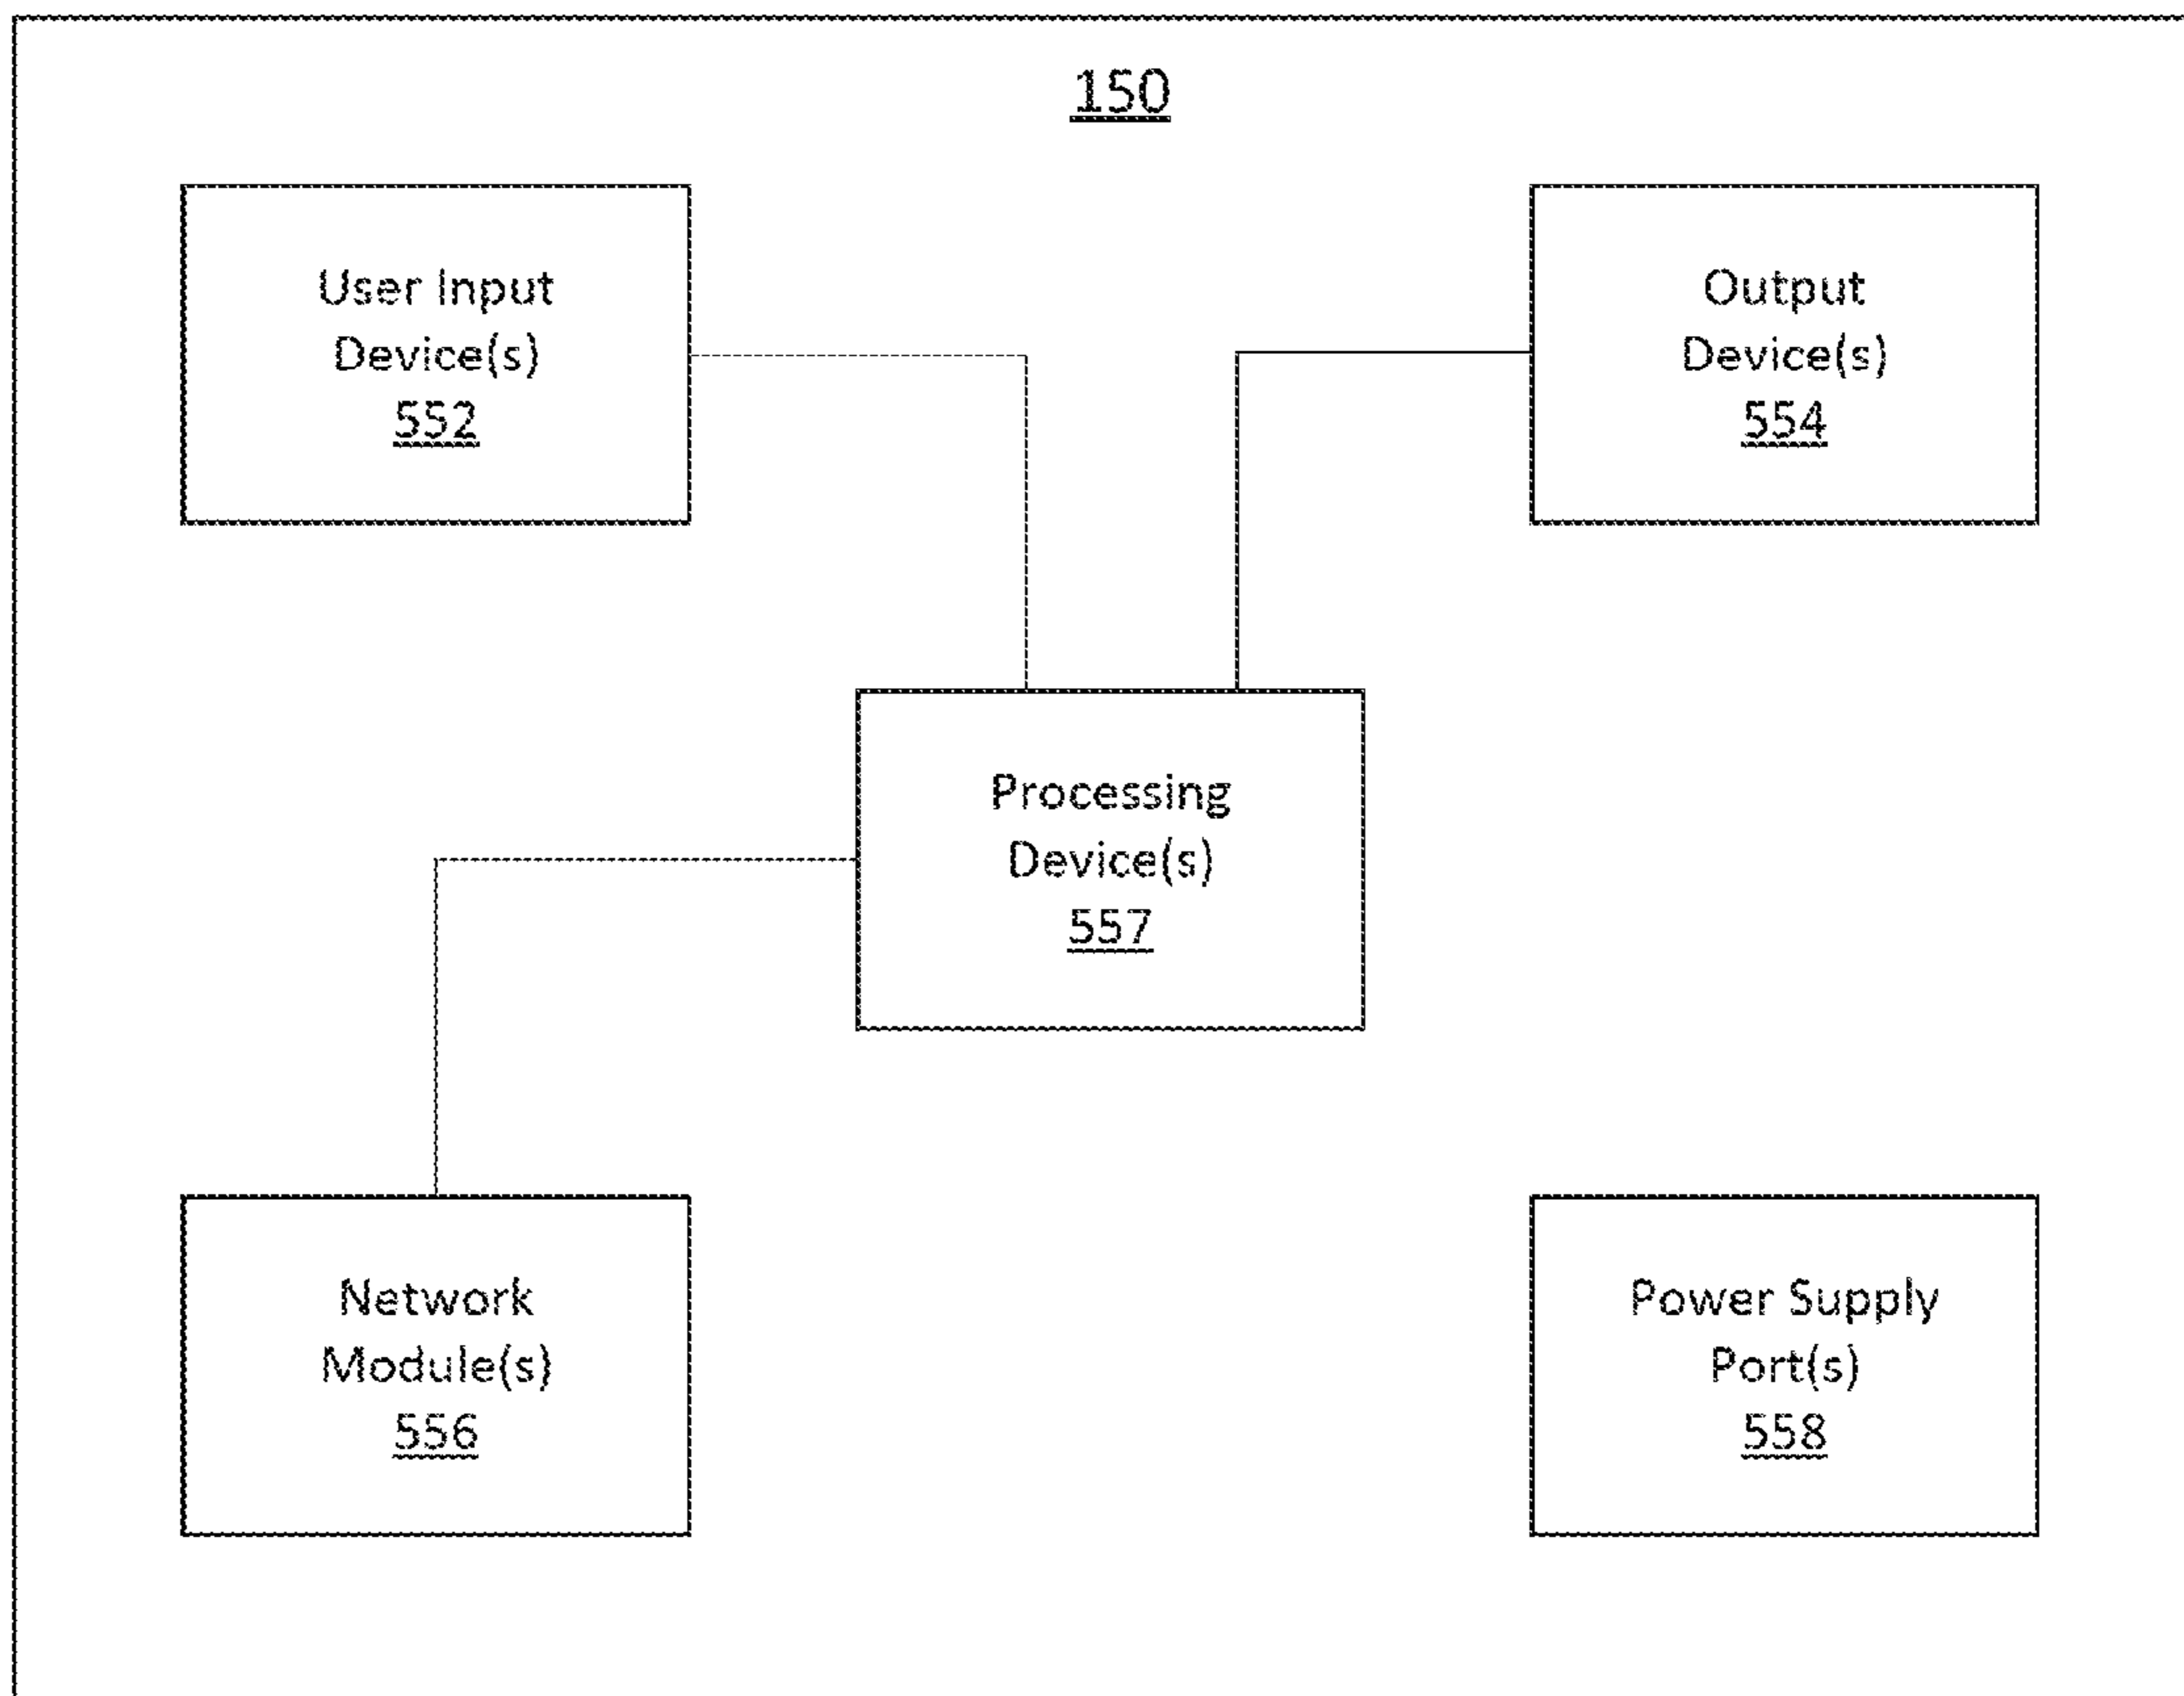 150
User Input
Device(s)
552
Output
Device(s)
554
Processing
Device(s)
557
Network
Module(s)
556
Power Supply
Port(s)
558